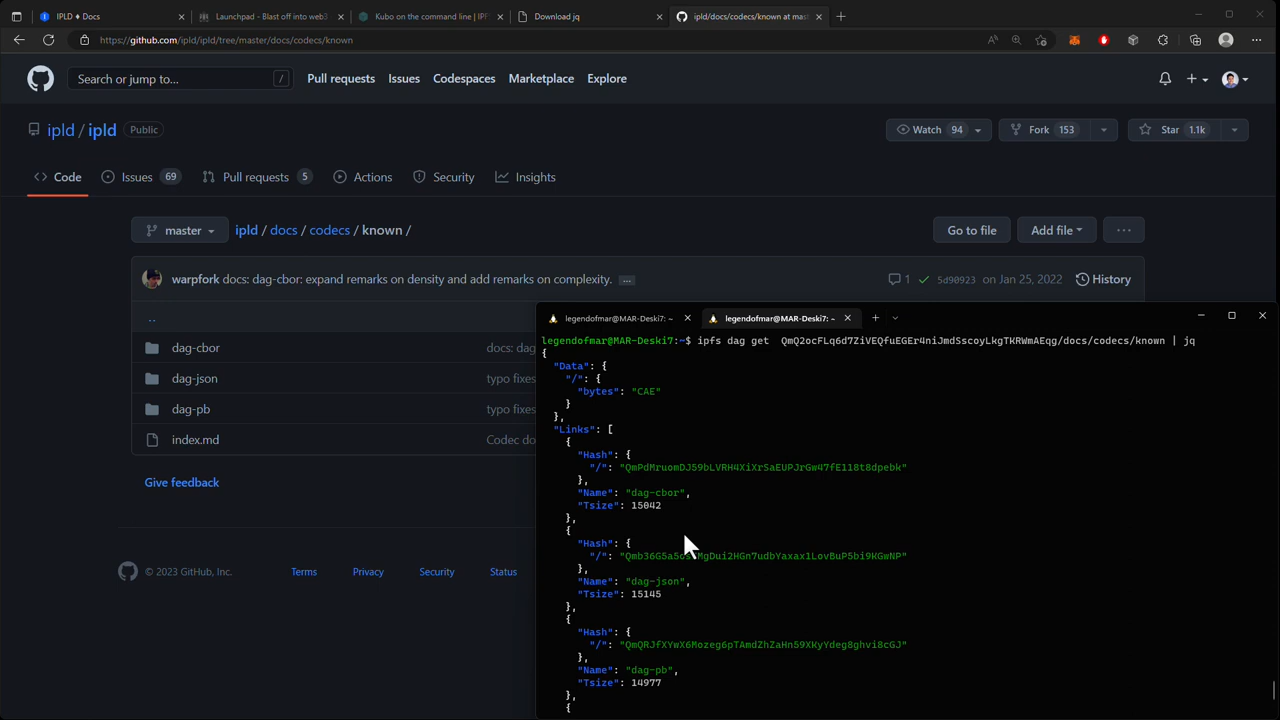 IPLD ♦ Docs
Launchpad - Blast off into web3
Kubo on the command line | IPF
Download jq
ipld/docs/codecs/known at mas
https://github.com/ipld/ipld/tree/master/docs/codecs/known
Search or jump to... /
Pull requests Issues Codespaces Marketplace Explore
ipld / ipld Public
Watch 94 Fork 153 Star 1.1k
Code Issues 69 Pull requests 5 Actions Security Insights
master ipld / docs / codecs / known / Go to file Add file ...
warpfork docs: dag-cbor: expand remarks on density and add remarks on complexity. ... 1 5d90923 on Jan 25, 2022 History
..
dag-cbor docs: dag
dag-json typo fixes
dag-pb typo fixes
index.md Codec do
Give feedback
© 2023 GitHub, Inc. Terms Privacy Security Status
legendofmar@MAR-Deski7: ~ legendofmar@MAR-Deski7: ~
legendofmar@MAR-Deski7:~$ ipfs dag get QmQ2ocFLq6d7ZiVEQfuEGEr4niJmdSscoyLkgTKRWmAEqg/docs/codecs/known | jq
{
"Data": {
"/": {
"bytes": "CAE"
}
},
"Links": [
{
"Hash": {
"/": "QmPdMruomDJ59bLVRH4XiXrSaEUPJrGw47fE118t8dpebk"
},
"Name": "dag-cbor",
"Tsize": 15042
},
{
"Hash": {
"/":
},
"Name": "dag-json",
"Tsize": 15145
},
{
"Hash": {
"/": "QmQRJfXYwX6Mozeg6pTAmdZhZaHn59XKyYdeg8ghvi8cGJ"
},
"Name": "dag-pb",
"Tsize": 14977
},
{